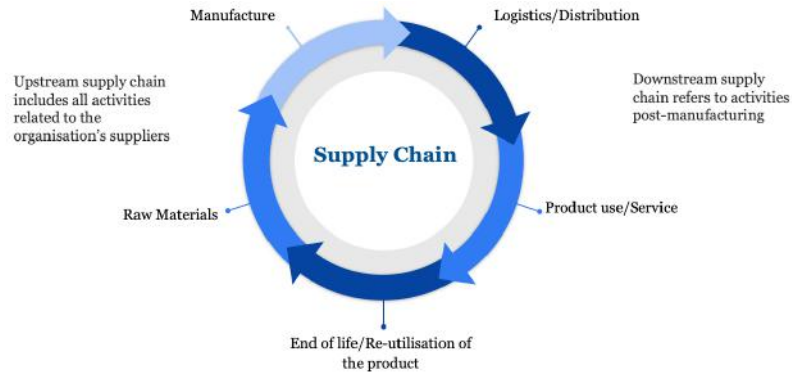 Manufacture
Logistics/Distribution
Upstream supply chain
includes all activities
related to the
organisation's suppliers
Downstream supply
chain refers to activities
post-manufacturing
Supply Chain
Raw Materials
Product use/Service
End of life/Re-utilisation of
the product